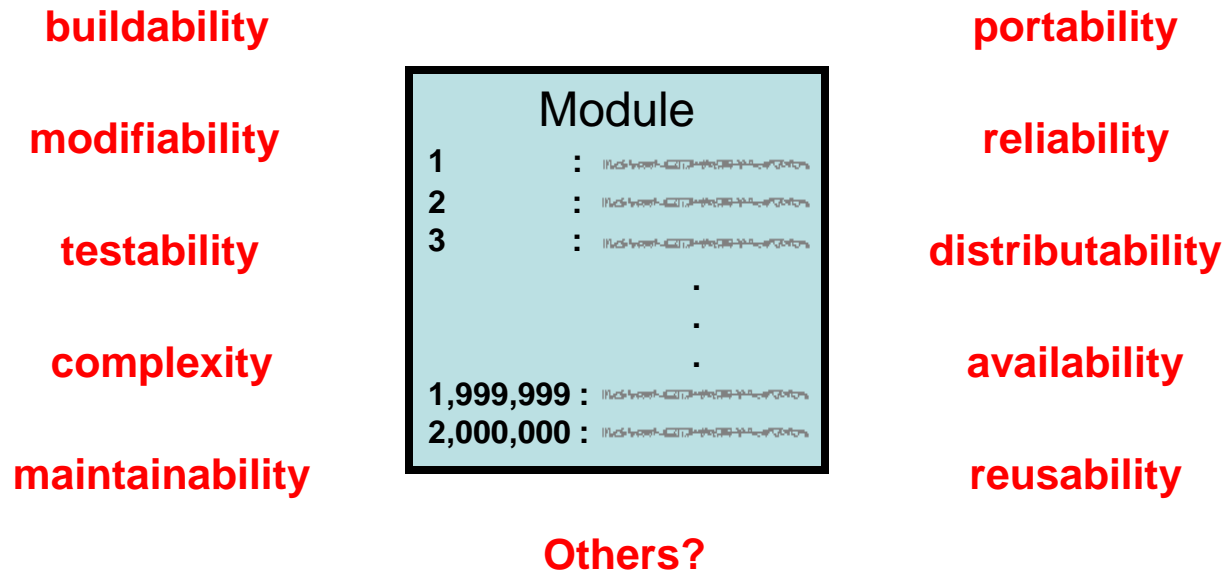 buildability
modifiability
testability
complexity
maintainability
Module
1 :
2 :
3 :
.
.
.
1,999,999 :
2,000,000 :
portability
reliability
distributability
availability
reusability
Others?